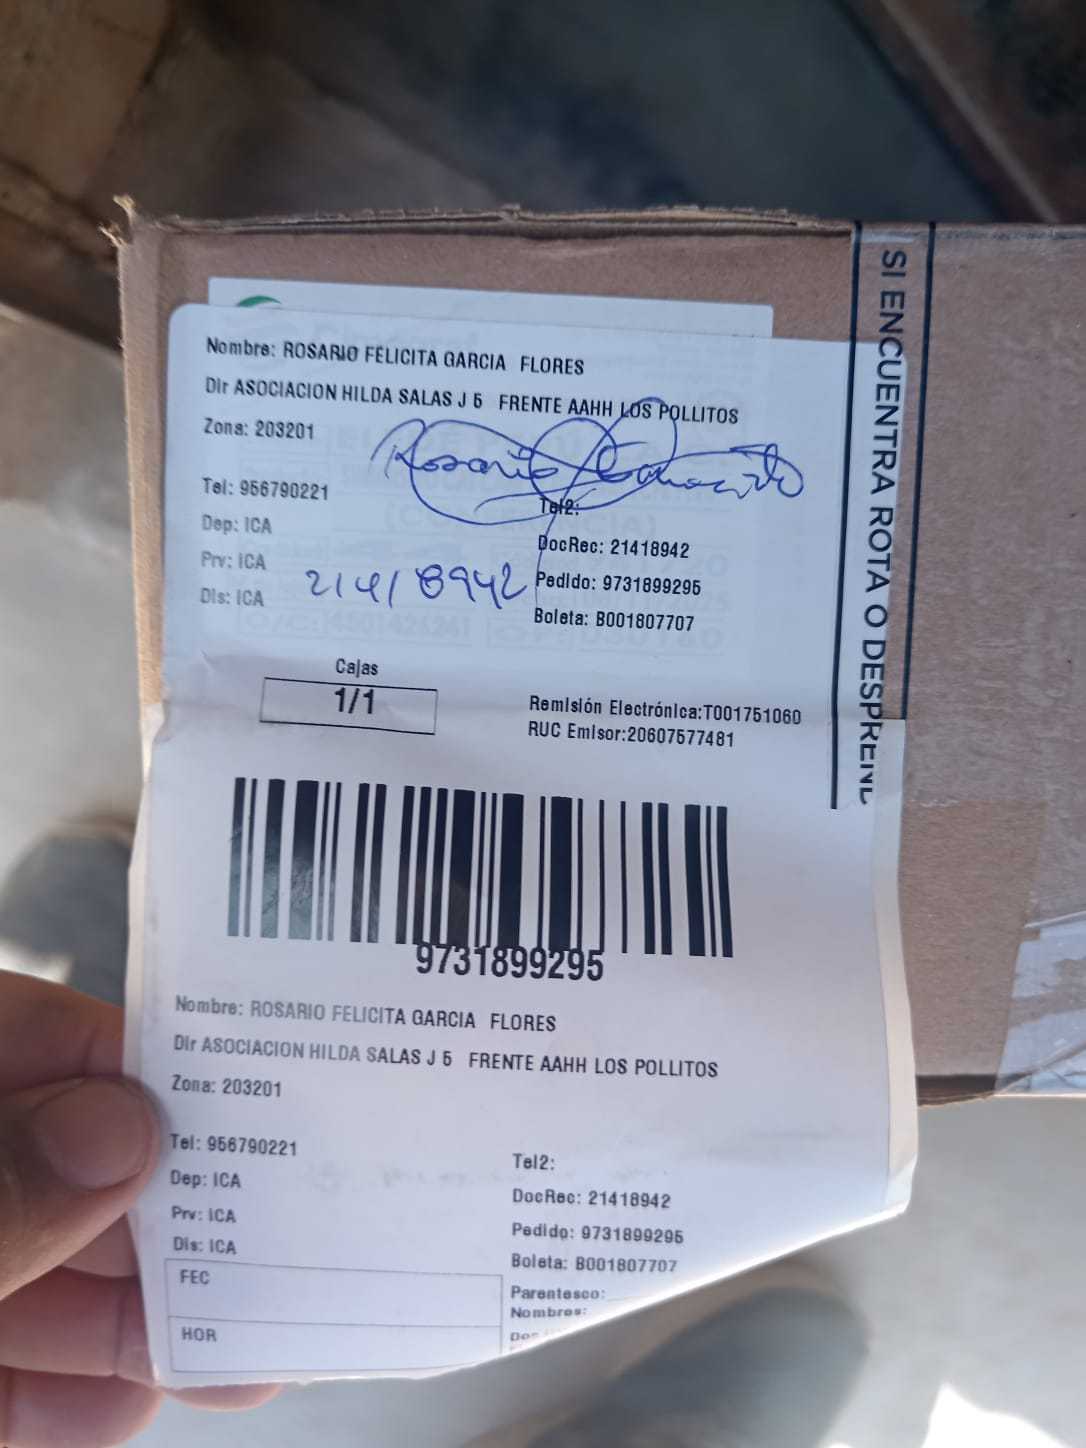 Nombre: ROSARIO FELICITA GARCIA FLORES
Dir ASOCIACION HILDA SALAS J 5 FRENTE AAHH LOS POLLITOS
Zona: 203201
Rosario
Tel: 956790221
Tel2:
Dep: ICA
DocRec: 21418942
Prv: ICA
21418942
Pedido: 9731899295
Dis: ICA
Boleta: B001807707
Cajas
1/1
Remisión Electrónica:T001751060
RUC Emisor:20607577481
9731899295
Nombre: ROSARIO FELICITA GARCIA FLORES
Dir ASOCIACION HILDA SALAS J 5 FRENTE AAHH LOS POLLITOS
Zona: 203201
Tel: 956790221
Tel2:
Dep: ICA
DocRec: 21418942
Prv: ICA
Pedido: 9731899295
Dis: ICA
Boleta: B001807707
FEC
Parentesco:
Nombres:
HOR
SI ENCUENTRA ROTA O DESPREND